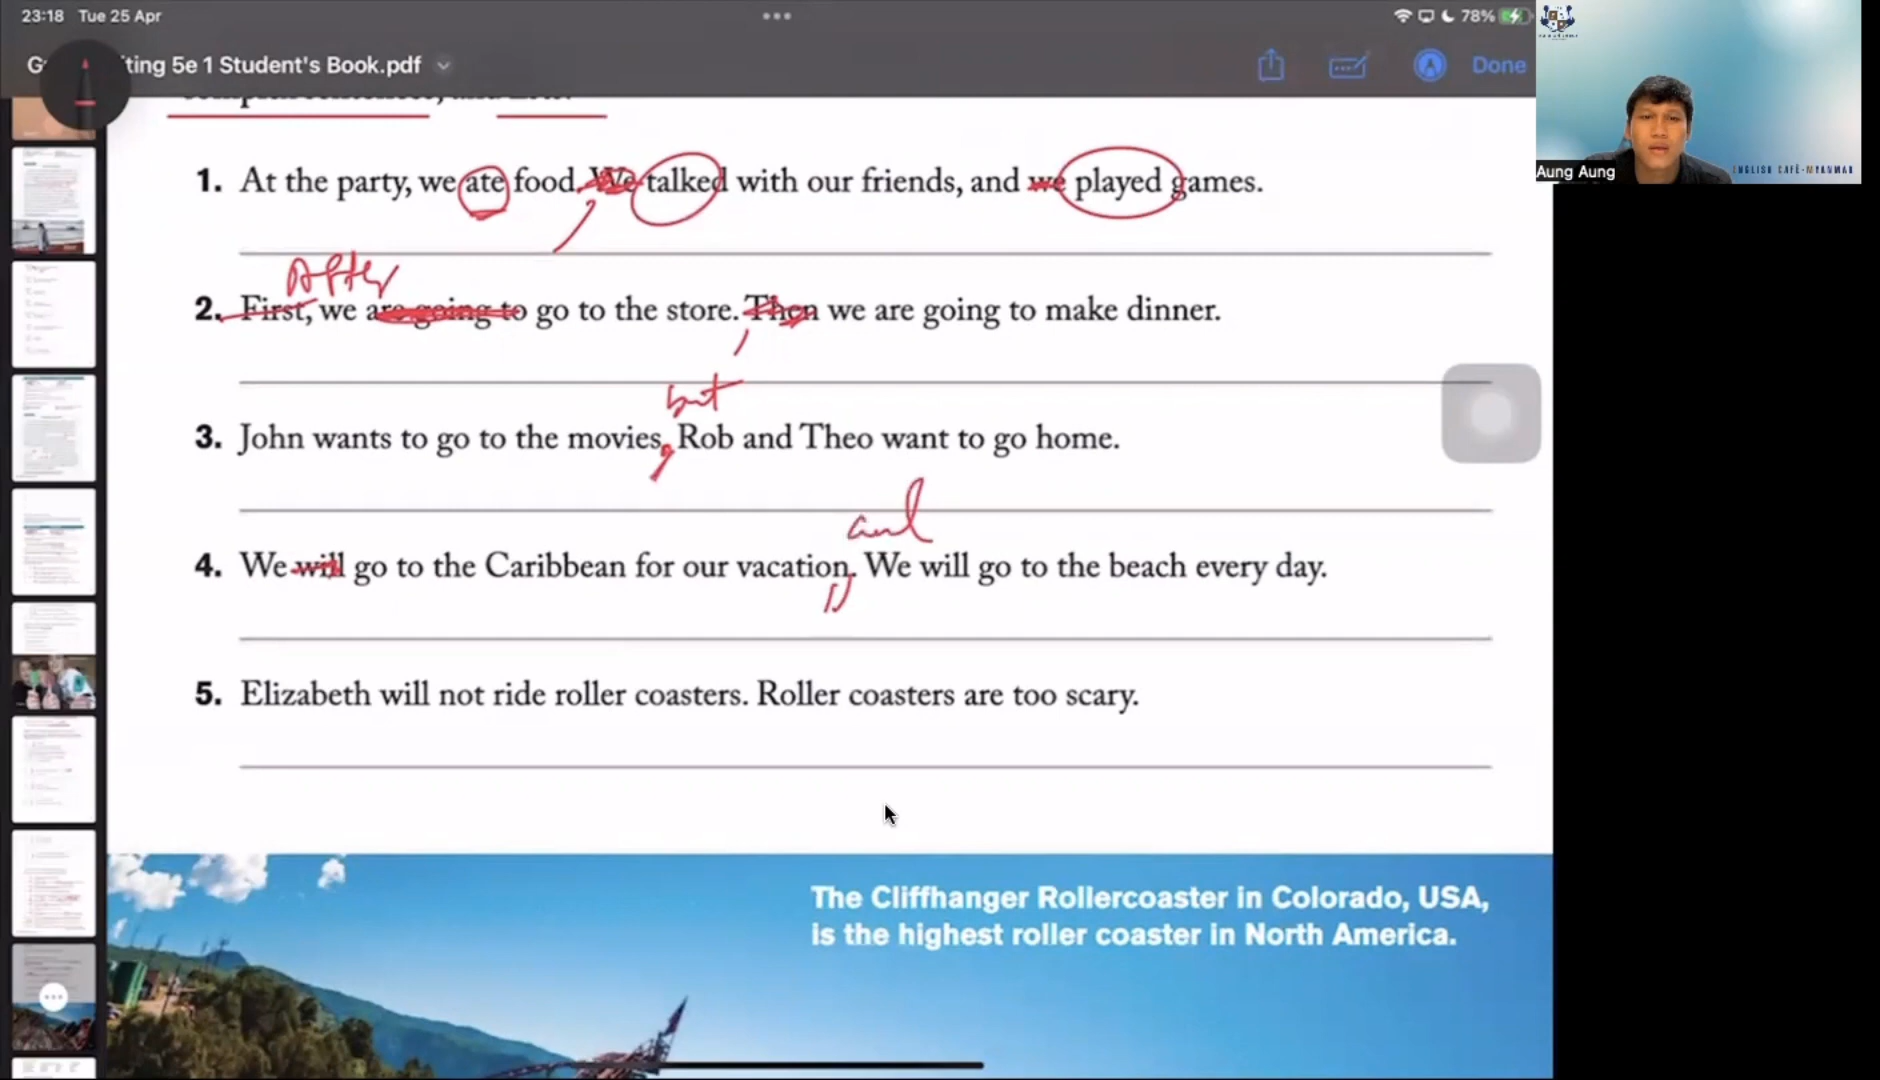 23:18 Tue 25 Apr
78%
ting 5e 1 Student's Book.pdf
Done
Aung Aung
ENGLISH CAFÉ-MYANMAR
1. At the party, we ate food. We talked with our friends, and we played games.
After
2. First, we are going to go to the store. Then we are going to make dinner.
but
3. John wants to go to the movies, Rob and Theo want to go home.
and
4. We will go to the Caribbean for our vacation. We will go to the beach every day.
5. Elizabeth will not ride roller coasters. Roller coasters are too scary.
The Cliffhanger Rollercoaster in Colorado, USA,
is the highest roller coaster in North America.